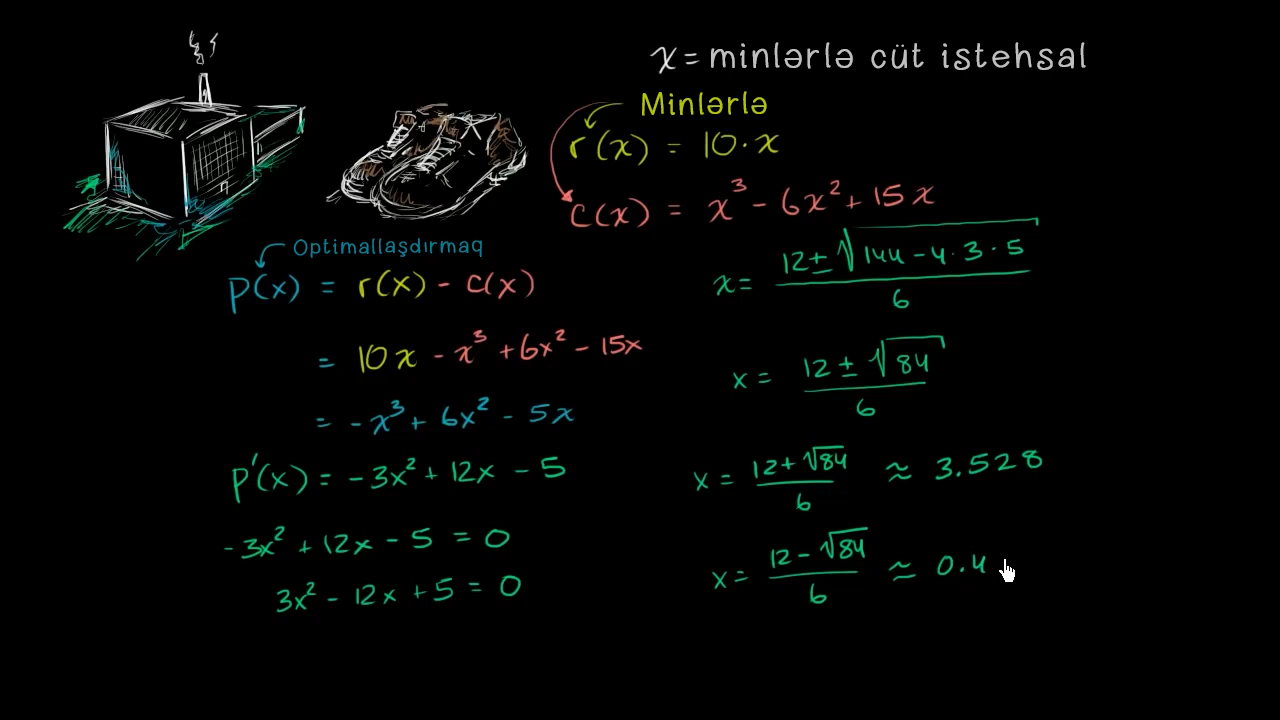 x = minlərlə cüt istehsal
Minlərlə
r(x) = 10·x
c(x) = x³ - 6x² + 15x
Optimallaşdırmaq
P(x) = r(x) - c(x)
= 10x - x³ + 6x² - 15x
= -x³ + 6x² - 5x
P'(x) = -3x² + 12x - 5
-3x² + 12x - 5 = 0
3x² - 12x + 5 = 0
x = (12 ± √(144 - 4·3·5))/6
x = (12 ± √84)/6
x = (12 + √84)/6 ≈ 3.528
x = (12 - √84)/6 ≈ 0.4